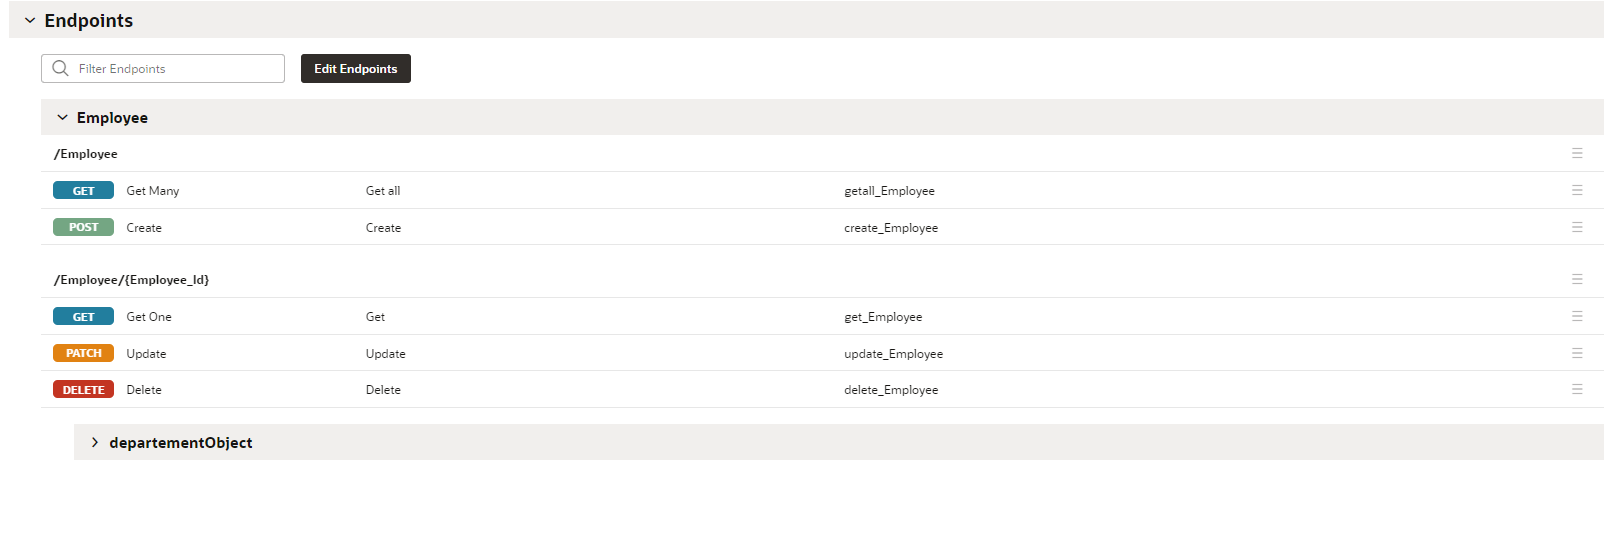 Endpoints
Filter Endpoints Edit Endpoints
Employee
/Employee
GET Get Many Get all getall_Employee
POST Create Create create_Employee
/Employee/{Employee_Id}
GET Get One Get get_Employee
PATCH Update Update update_Employee
DELETE Delete Delete delete_Employee
departementObject